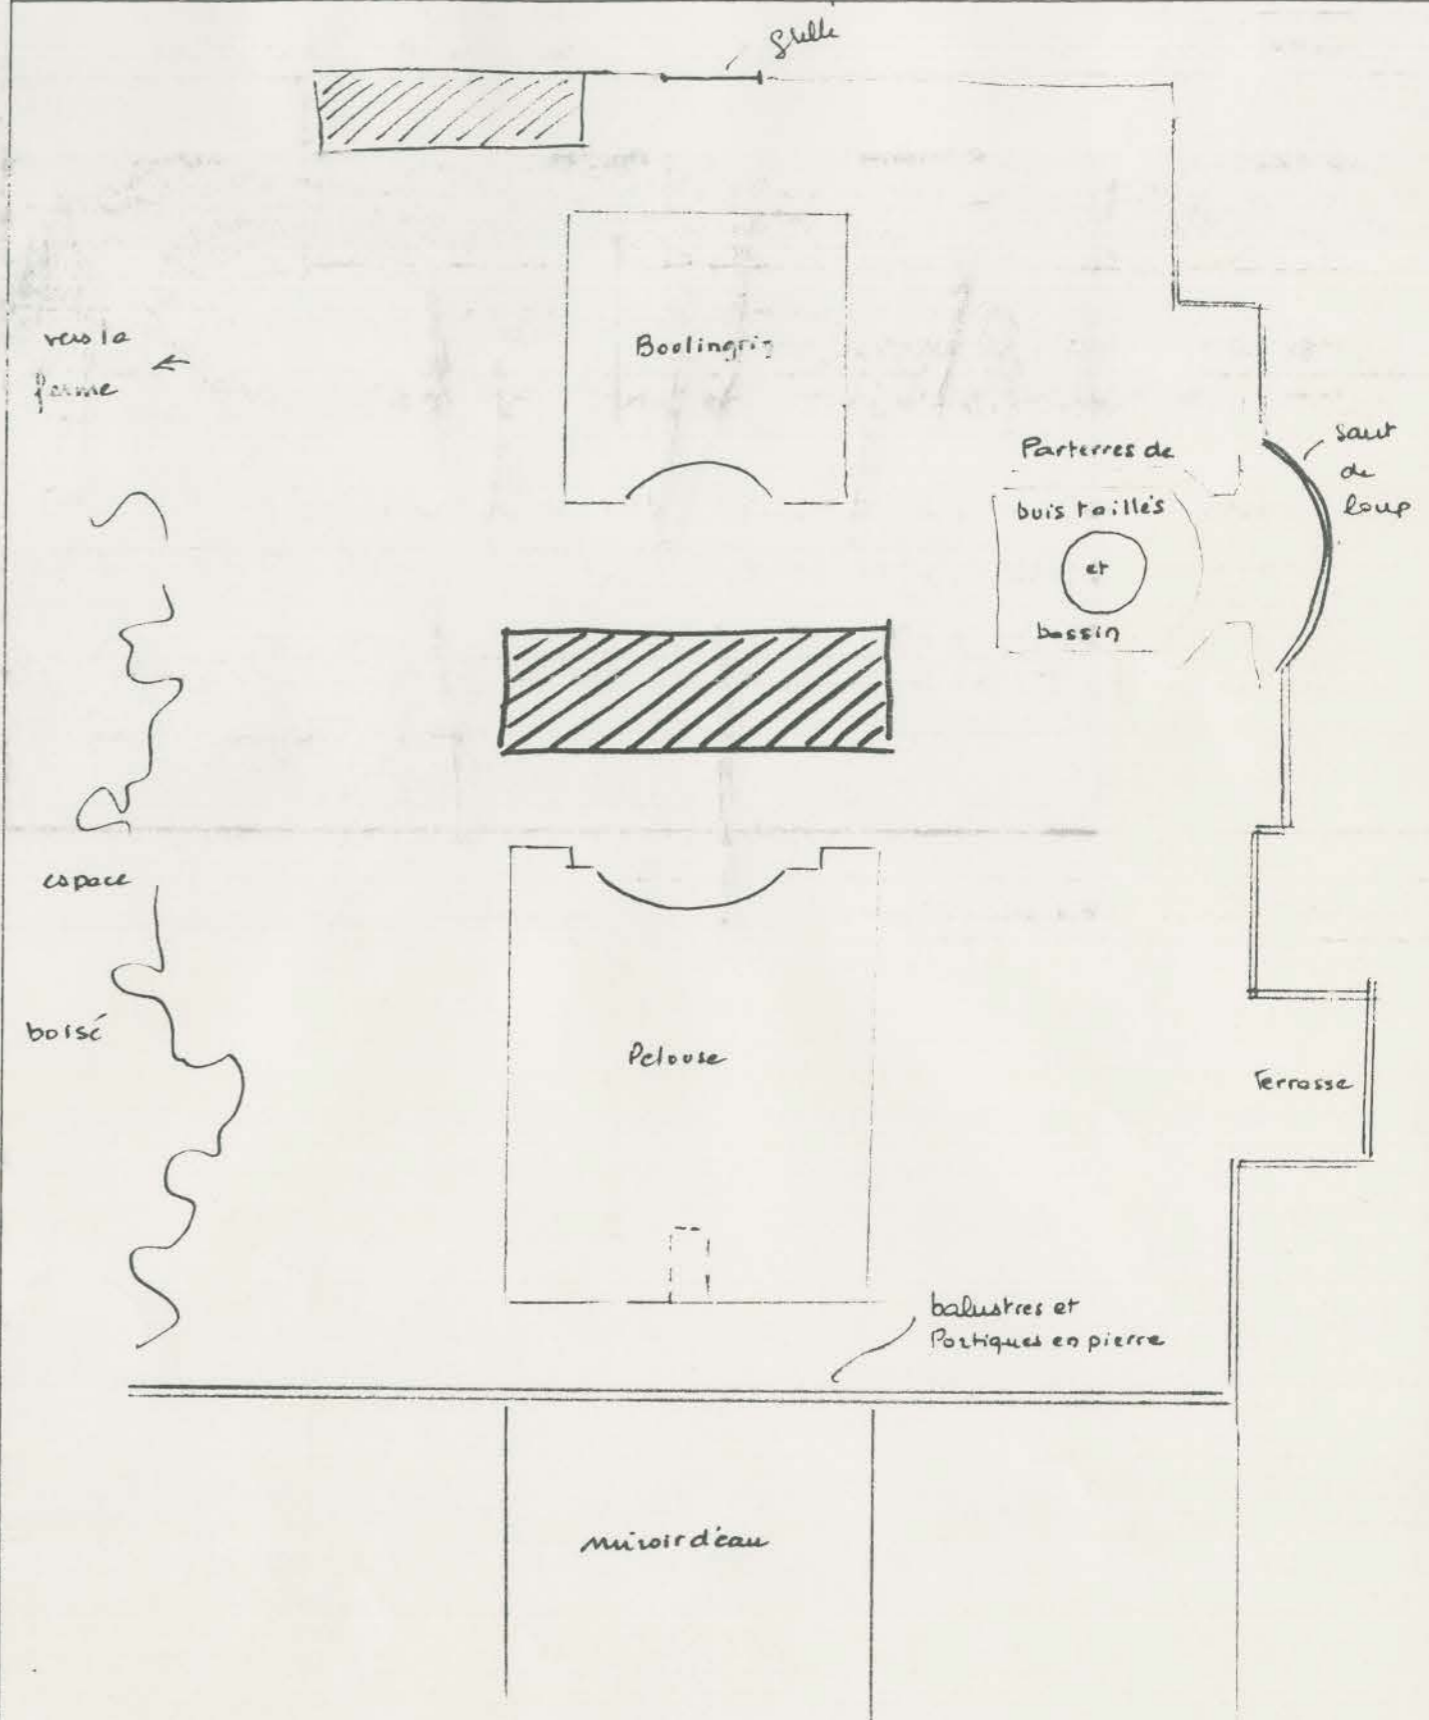 grille
Boolingrin
vers la
ferme
Parterres de
buis taillés
et
bassin
saut
de
loup
espace
boisé
Pelouse
Terrasse
balustres et
Portiques en pierre
miroir d'eau